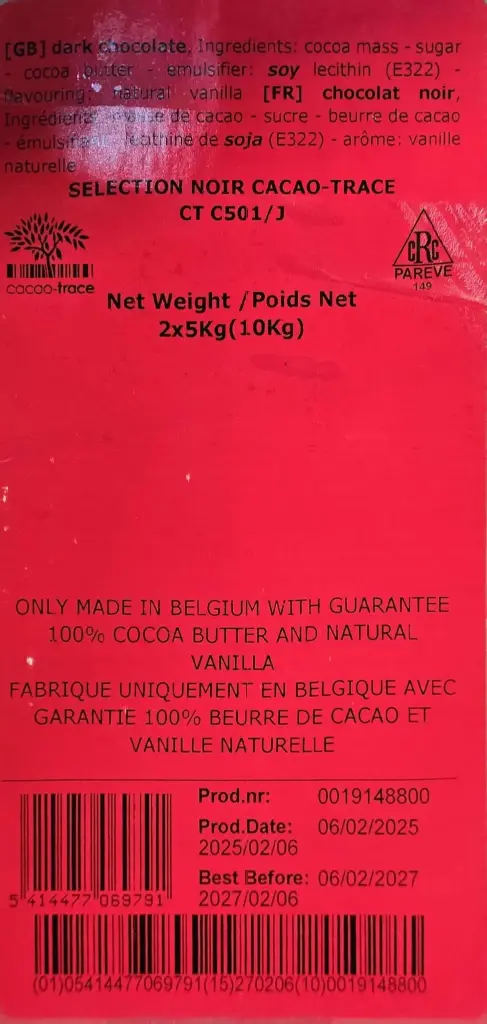 [GB] dark chocolate, Ingredients: cocoa mass - sugar
- cocoa butter - emulsifier: soy lecithin (E322) -
flavouring: natural vanilla [FR] chocolat noir,
Ingrédients: masse de cacao - sucre - beurre de cacao
- émulsifiant: lécithine de soja (E322) - arôme: vanille
naturelle
SELECTION NOIR CACAO-TRACE
CT C501/J
cacao-trace
CRC
PAREVE
149
Net Weight /Poids Net
2x5Kg(10Kg)
ONLY MADE IN BELGIUM WITH GUARANTEE
100% COCOA BUTTER AND NATURAL
VANILLA
FABRIQUE UNIQUEMENT EN BELGIQUE AVEC
GARANTIE 100% BEURRE DE CACAO ET
VANILLE NATURELLE
Prod.nr: 0019148800
Prod.Date: 06/02/2025
2025/02/06
Best Before: 06/02/2027
2027/02/06
5 414477 069791
(01)05414477069791(15)270206(10)0019148800